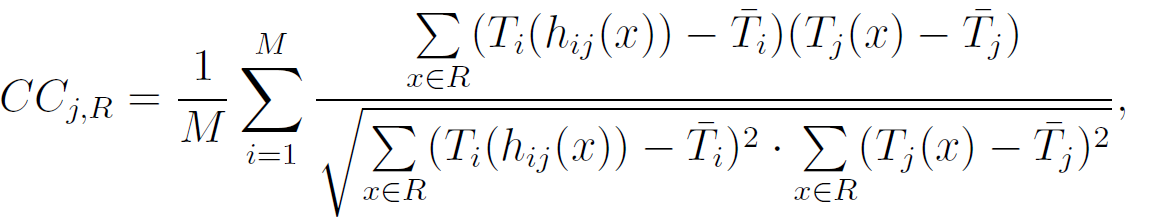 CC_{j,R} = \frac{1}{M} \sum_{i=1}^{M} \frac{\sum_{x \in R} (T_i(h_{ij}(x)) - \bar{T}_i)(T_j(x) - \bar{T}_j)}{\sqrt{\sum_{x \in R} (T_i(h_{ij}(x)) - \bar{T}_i)^2 \cdot \sum_{x \in R} (T_j(x) - \bar{T}_j)^2}},